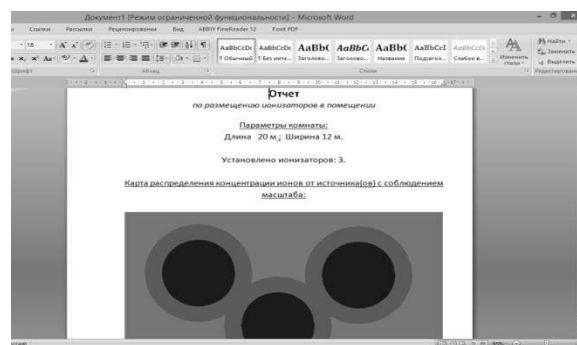 Документ1 [Режим ограниченной функциональности] - Microsoft Word
Ссылки Рассылки Рецензирование Вид ABBYY FineReader 12 Foxit PDF
18
Найти
Заменить
Выделить
AaBbCcDc AaBbCcDc AaBbC AaBbC AaBbC AaBbCcI AaBbCcDc
¶ Обычный ¶ Без инте... Заголово... Заголово... Название Подзагол... Слабое в...
Изменить стили
Шрифт Абзац Стили Редактирование
Отчет
по размещению ионизаторов в помещении
Параметры комнаты:
Длина 20 м ; Ширина 12 м.
Установлено ионизаторов: 3.
Карта распределения концентрации ионов от источника(ов) с соблюдением
масштаба: